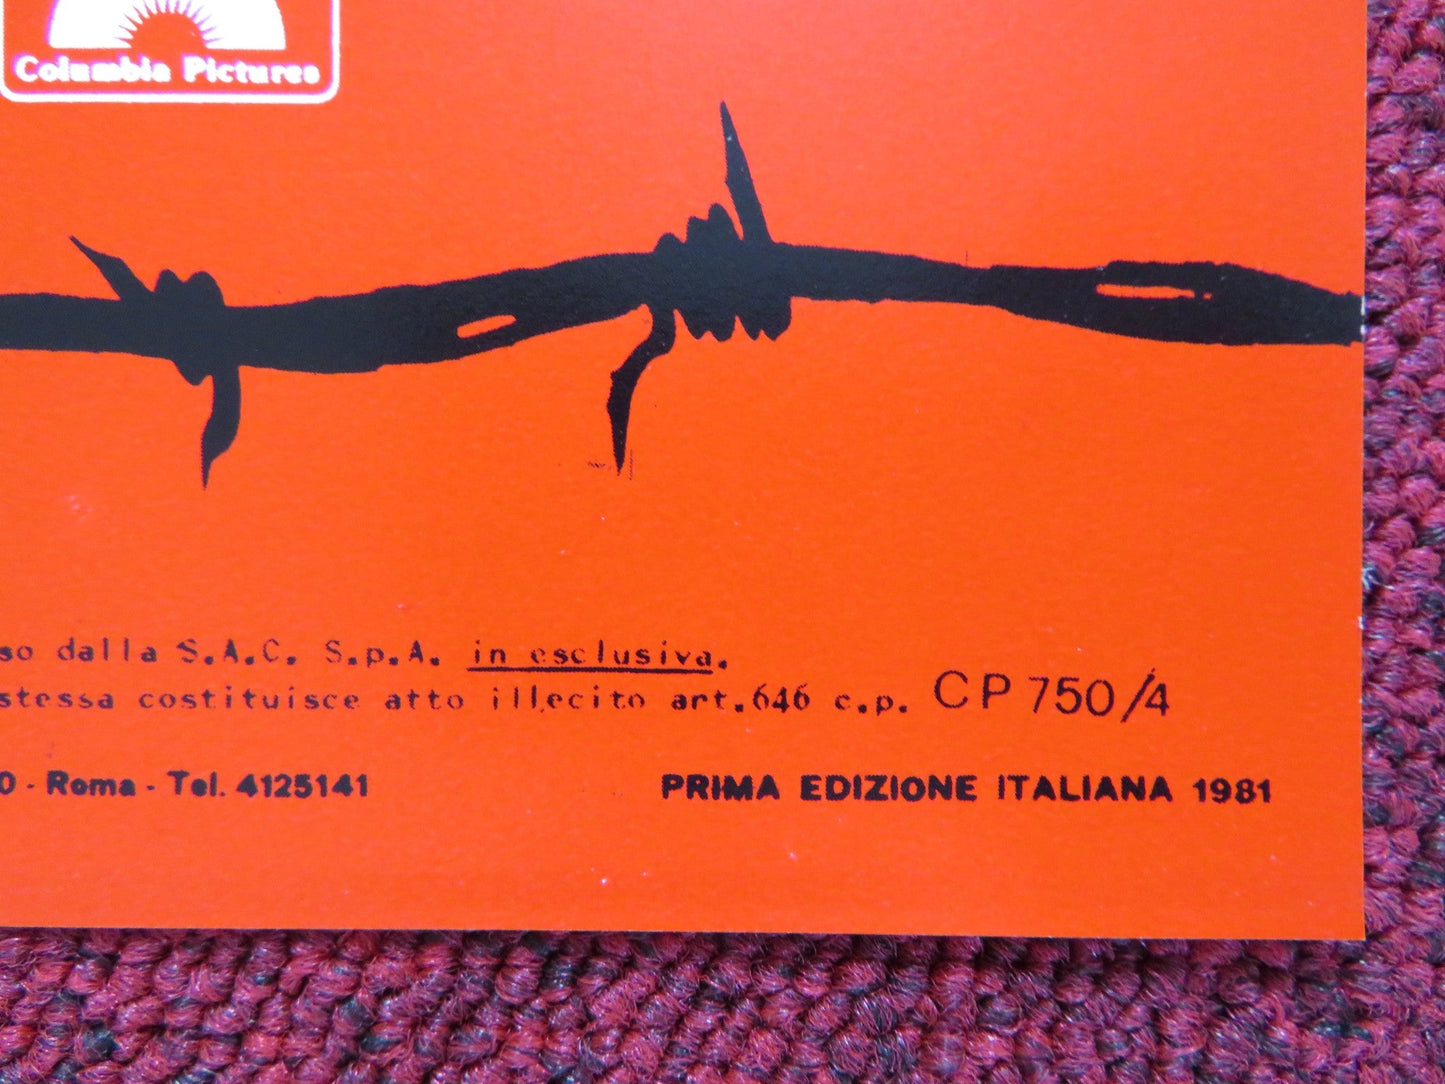 Columbia Pictures
so dalla S.A.C. S.p.A. in esclusiva.
stessa costituisce atto illecito art.646 c.p. CP 750/4
0 - Roma - Tel. 4125141
PRIMA EDIZIONE ITALIANA 1981